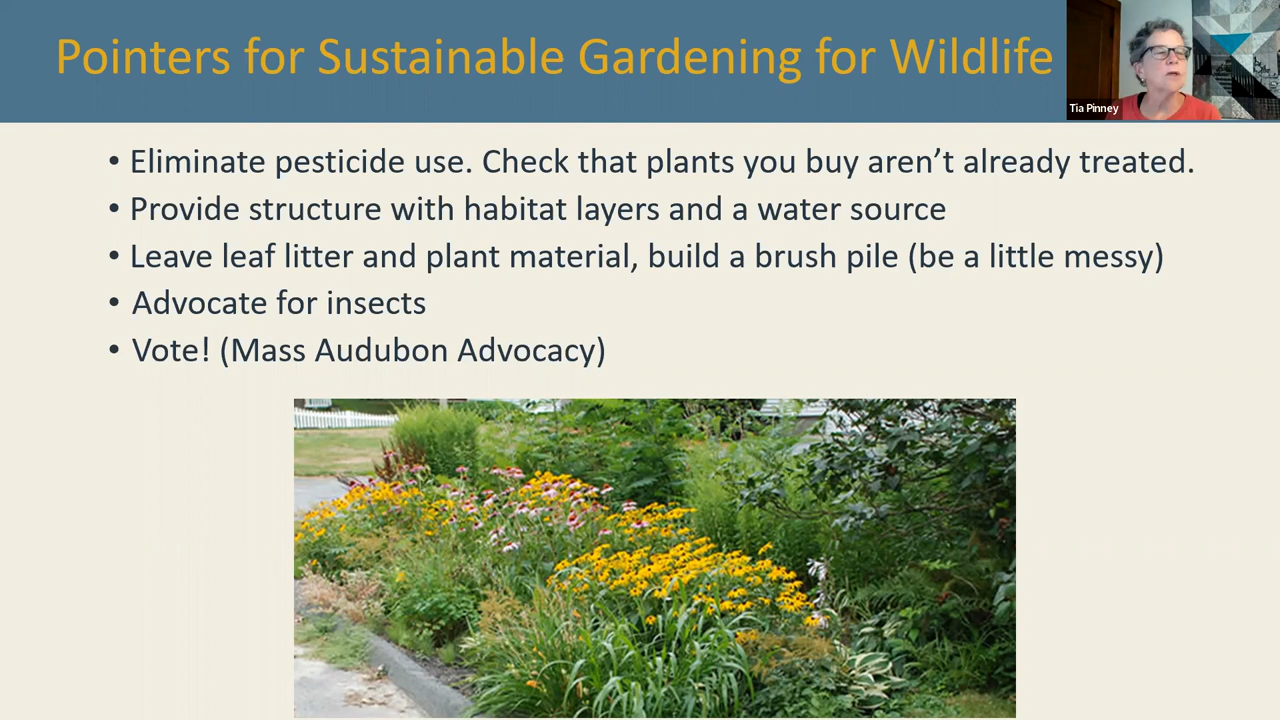 Pointers for Sustainable Gardening for Wildlife
Tia Pinney
• Eliminate pesticide use. Check that plants you buy aren’t already treated.
• Provide structure with habitat layers and a water source
• Leave leaf litter and plant material, build a brush pile (be a little messy)
• Advocate for insects
• Vote! (Mass Audubon Advocacy)